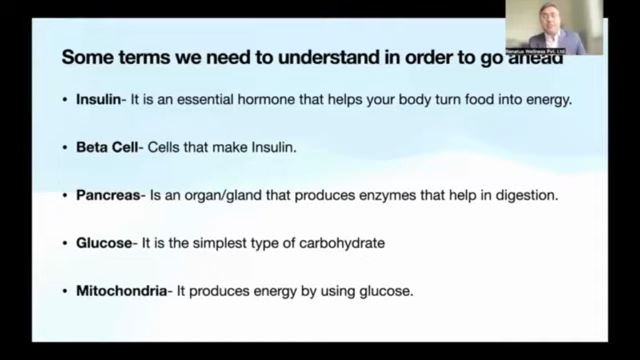 Some terms we need to understand in order to go ahead
• Insulin- It is an essential hormone that helps your body turn food into energy.
• Beta Cell- Cells that make Insulin.
• Pancreas- Is an organ/gland that produces enzymes that help in digestion.
• Glucose- It is the simplest type of carbohydrate
• Mitochondria- It produces energy by using glucose.
Wellness Pvt. Ltd.